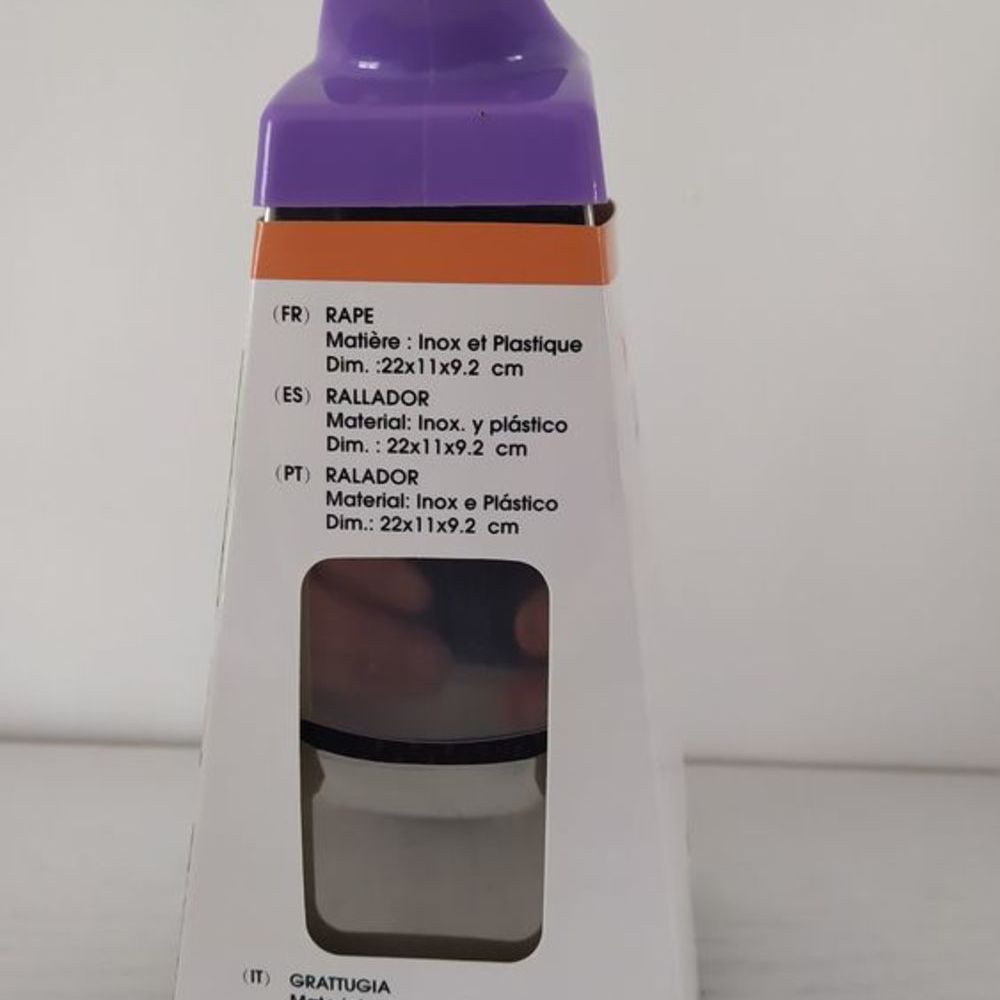 (FR) RAPE
Matière : Inox et Plastique
Dim. :22x11x9.2 cm
(ES) RALLADOR
Material: Inox. y plástico
Dim. : 22x11x9.2 cm
(PT) RALADOR
Material: Inox e Plástico
Dim.: 22x11x9.2 cm
(IT) GRATTUGIA